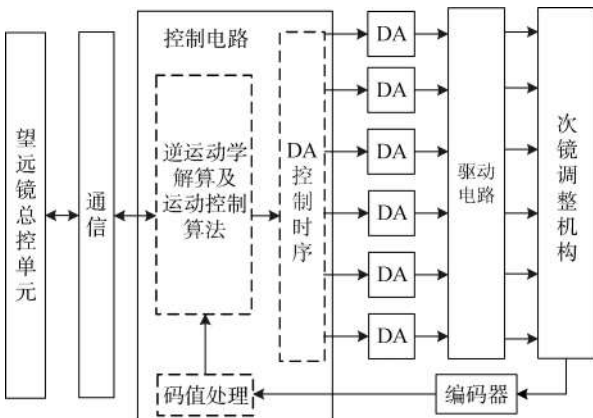 控制电路
望远镜总控单元
通信
逆运动学
解算及
运动控制
算法
DA控制时序
DA
DA
DA
DA
DA
DA
驱动
电路
次镜调整机构
码值处理
编码器